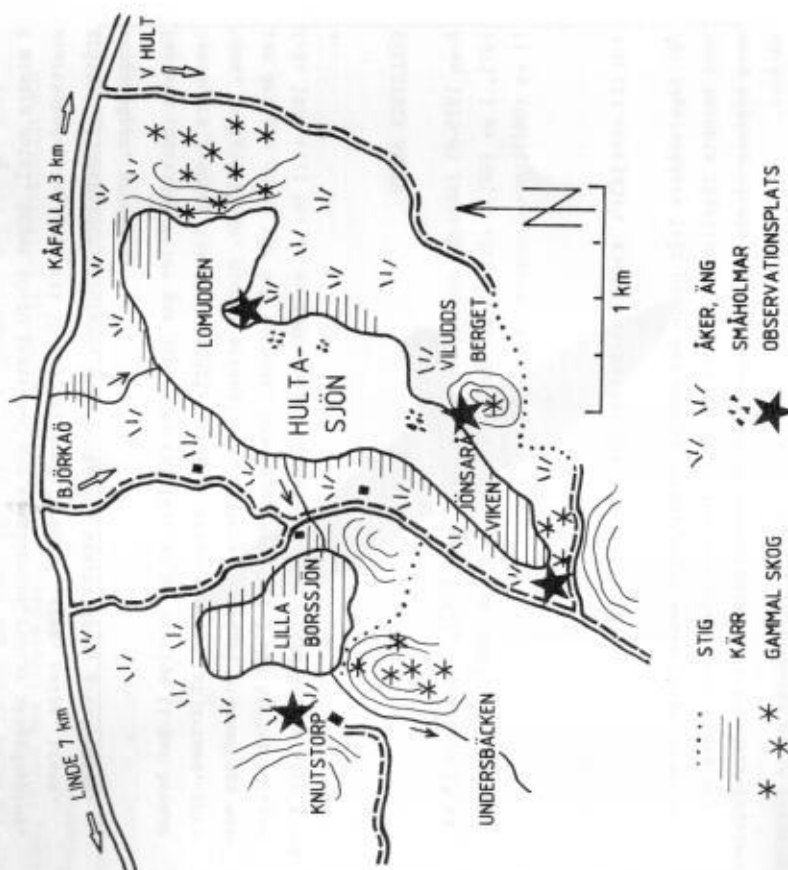 LINDE 7 km
KÅFALLA 3 km
V HULT
BJÖRKAÖ
LOMUDDEN
HULTA-
SJÖN
LILLA
BORSSJÖN
KNUTSTORP
UNDERSBÄCKEN
VILUDDS
BERGET
JÖNSARA
VIKEN
N
1 km
STIG
KÄRR
GAMMAL SKOG
ÅKER, ÄNG
SMÅHOLMAR
OBSERVATIONSPLATS